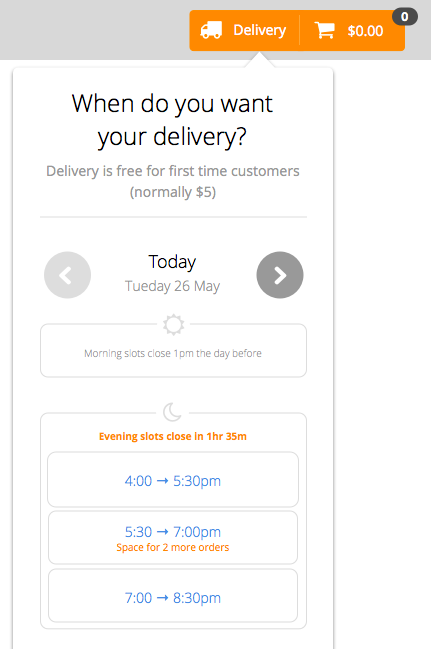 Delivery
$0.00
0
When do you want
your delivery?
Delivery is free for first time customers
(normally $5)
Today
Tueday 26 May
Morning slots close 1pm the day before
Evening slots close in 1hr 35m
4:00 → 5:30pm
5:30 → 7:00pm
Space for 2 more orders
7:00 → 8:30pm